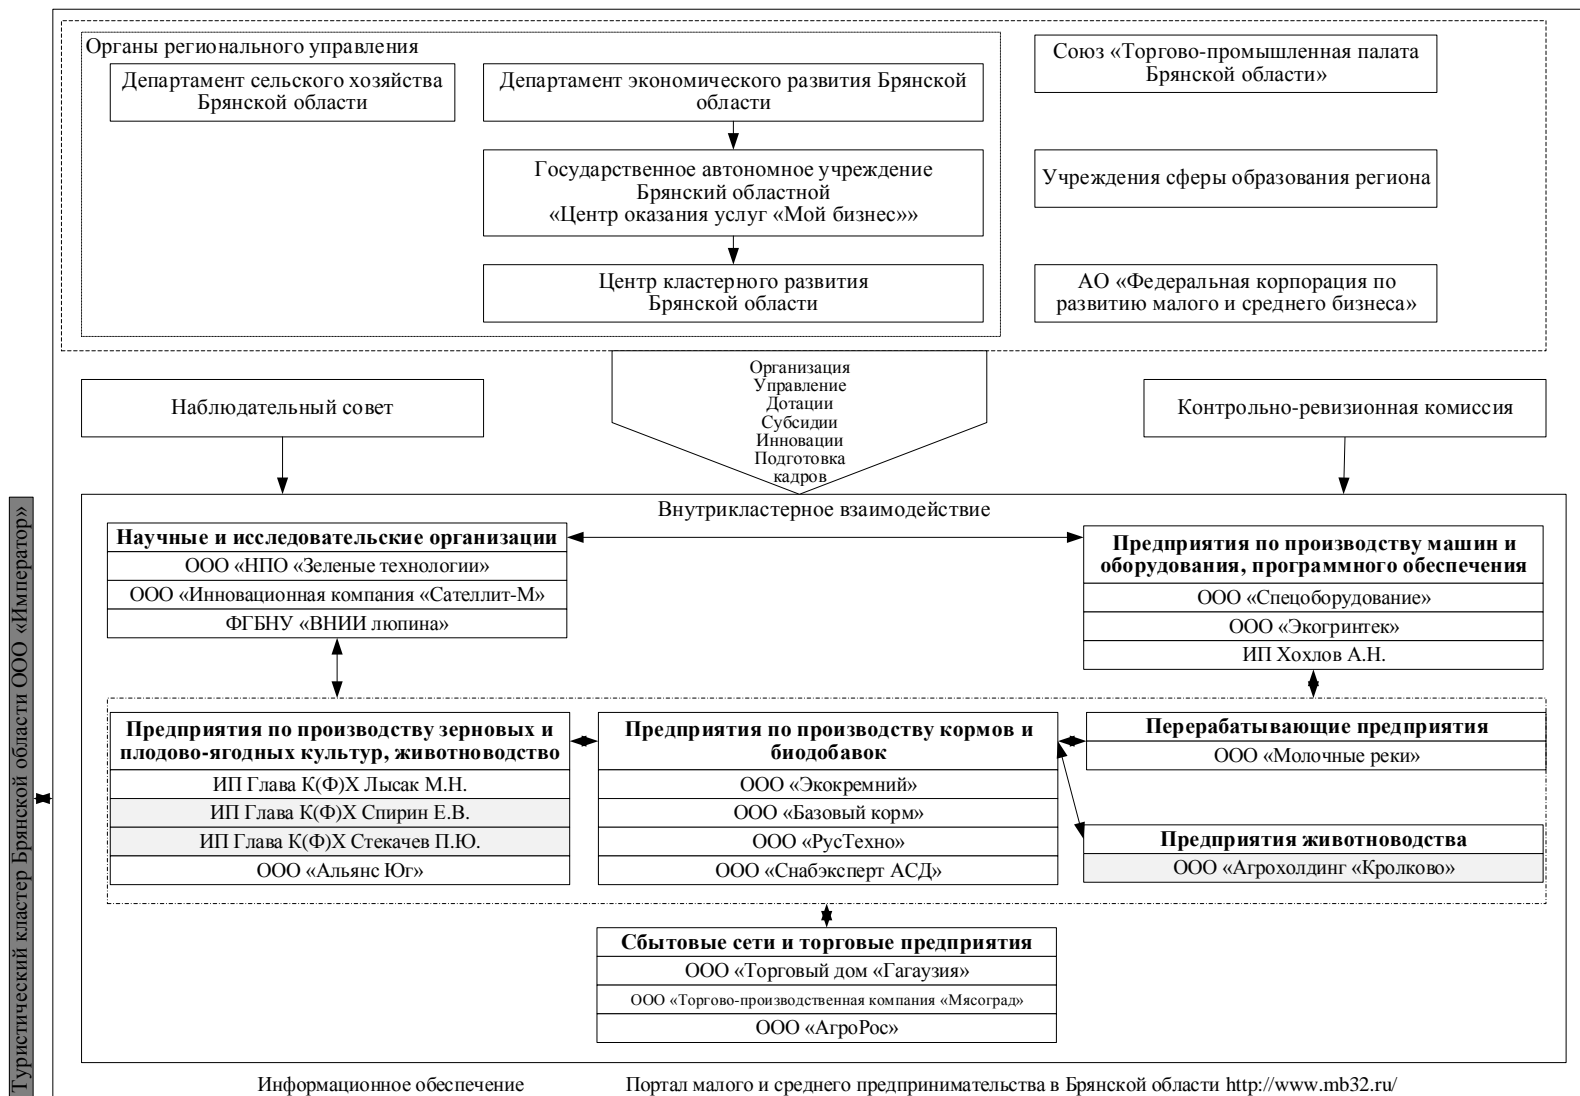 Органы регионального управления
Департамент сельского хозяйства
Брянской области
Департамент экономического развития Брянской
области
Государственное автономное учреждение
Брянский областной
«Центр оказания услуг «Мой бизнес»»
Центр кластерного развития
Брянской области
Союз «Торгово-промышленная палата
Брянской области»
Учреждения сферы образования региона
АО «Федеральная корпорация по
развитию малого и среднего бизнеса»
Организация
Управление
Дотации
Субсидии
Инновации
Подготовка
кадров
Наблюдательный совет
Контрольно-ревизионная комиссия
Туристический кластер Брянской области ООО «Император»
Внутрикластерное взаимодействие
Научные и исследовательские организации
ООО «НПО «Зеленые технологии»
ООО «Инновационная компания «Сателлит-М»
ФГБНУ «ВНИИ люпина»
Предприятия по производству машин и
оборудования, программного обеспечения
ООО «Спецоборудование»
ООО «Экогринтек»
ИП Хохлов А.Н.
Предприятия по производству зерновых и
плодово-ягодных культур, животноводство
ИП Глава К(Ф)Х Лысак М.Н.
ИП Глава К(Ф)Х Спирин Е.В.
ИП Глава К(Ф)Х Стекачев П.Ю.
ООО «Альянс Юг»
Предприятия по производству кормов и
биодобавок
ООО «Экокремний»
ООО «Базовый корм»
ООО «РусТехно»
ООО «Снабэксперт АСД»
Перерабатывающие предприятия
ООО «Молочные реки»
Предприятия животноводства
ООО «Агрохолдинг «Кролково»
Сбытовые сети и торговые предприятия
ООО «Торговый дом «Гагаузия»
ООО «Торгово-производственная компания «Мясоград»
ООО «АгроРос»
Информационное обеспечение
Портал малого и среднего предпринимательства в Брянской области http://www.mb32.ru/